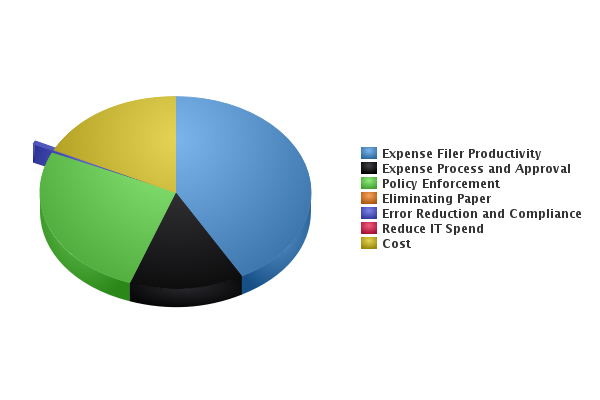 Expense Filer Productivity
Expense Process and Approval
Policy Enforcement
Eliminating Paper
Error Reduction and Compliance
Reduce IT Spend
Cost